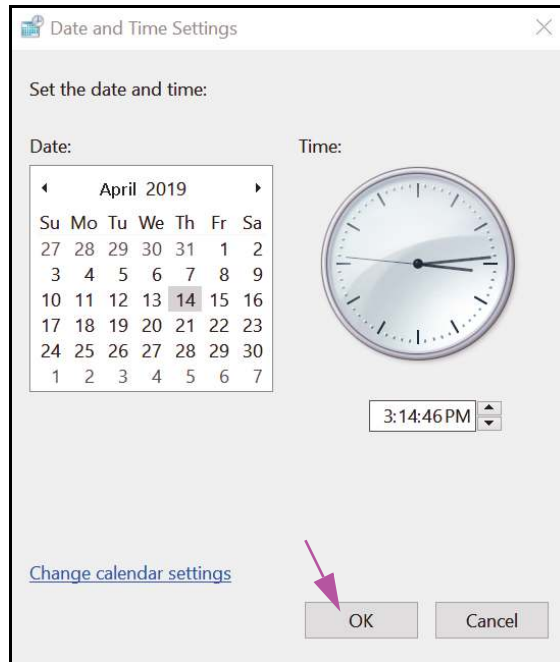 Date and Time Settings
Set the date and time:
Date:
Time:
April 2019
Su Mo Tu We Th Fr Sa
27 28 29 30 31 1 2
3 4 5 6 7 8 9
10 11 12 13 14 15 16
17 18 19 20 21 22 23
24 25 26 27 28 29 30
1 2 3 4 5 6 7
3:14:46 PM
Change calendar settings
OK Cancel